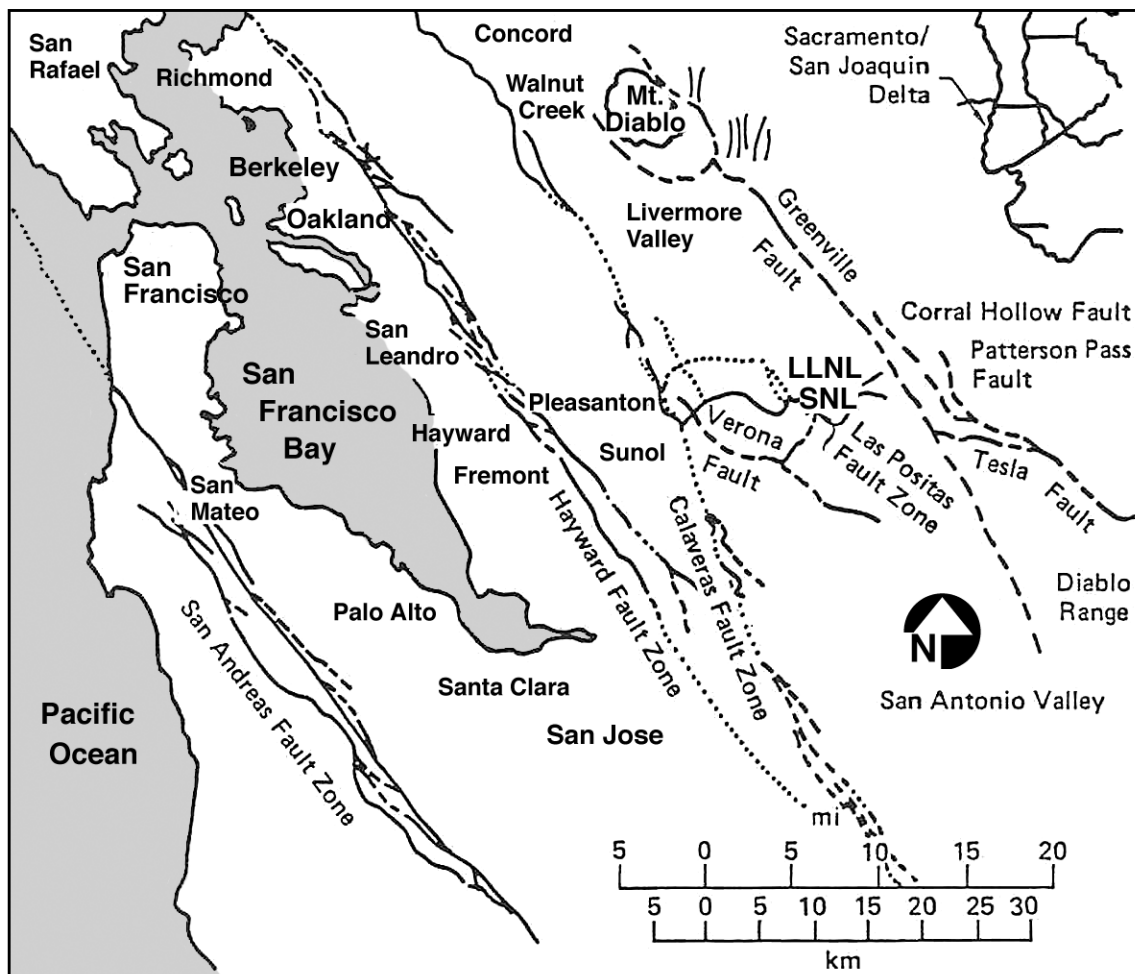 San
Rafael
Richmond
Concord
Walnut
Creek
Mt.
Diablo
Sacramento/
San Joaquin
Delta
Berkeley
Oakland
Livermore
Valley
Greenville
Fault
San
Francisco
San
Leandro
Corral Hollow Fault
Patterson Pass
Fault
LLNL
SNL
San
Francisco
Bay
Pleasanton
Hayward
Sunol
Verona
Fault
Las Positas
Fault Zone
Tesla
Fault
Fremont
San
Mateo
Hayward Fault Zone
Calaveras Fault Zone
Palo Alto
San Andreas Fault Zone
Diablo
Range
N
San Antonio Valley
Santa Clara
San Jose
Pacific
Ocean
mi
5 0 5 10 15 20
5 0 5 10 15 20 25 30
km